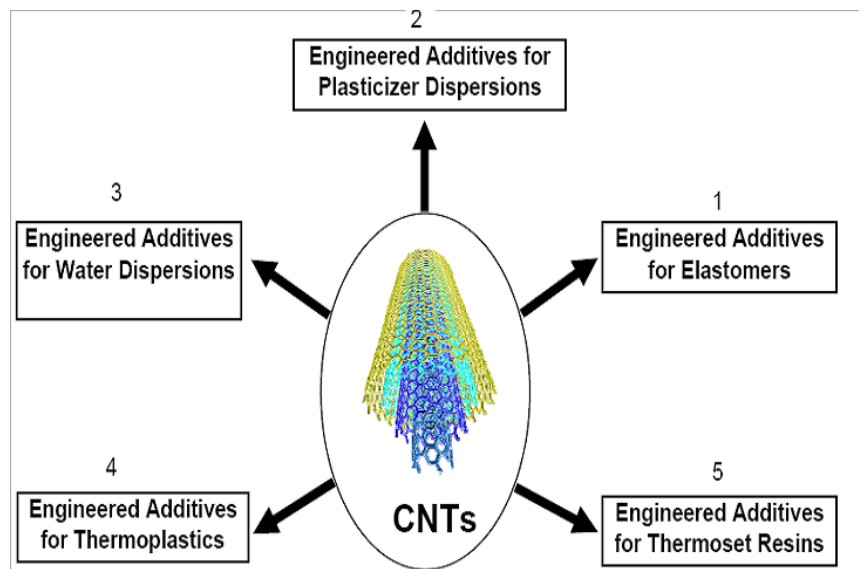 2
Engineered Additives for
Plasticizer Dispersions
3
Engineered Additives
for Water Dispersions
1
Engineered Additives
for Elastomers
4
Engineered Additives
for Thermoplastics
CNTs
5
Engineered Additives
for Thermoset Resins